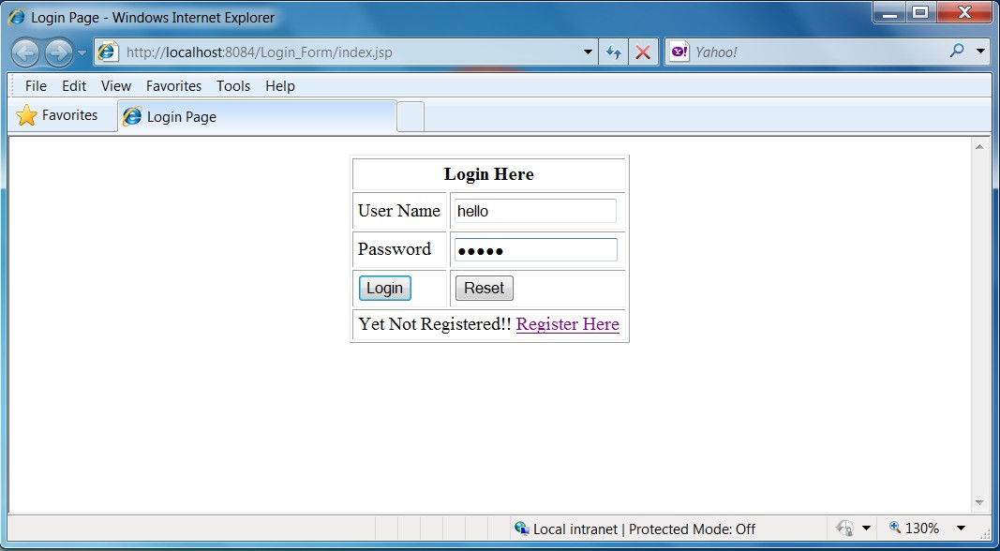 Login Page - Windows Internet Explorer
http://localhost:8084/Login_Form/index.jsp
Yahoo!
File Edit View Favorites Tools Help
Favorites
Login Page
Login Here
User Name hello
Password •••••
Login Reset
Yet Not Registered!! Register Here
Local intranet | Protected Mode: Off
130%